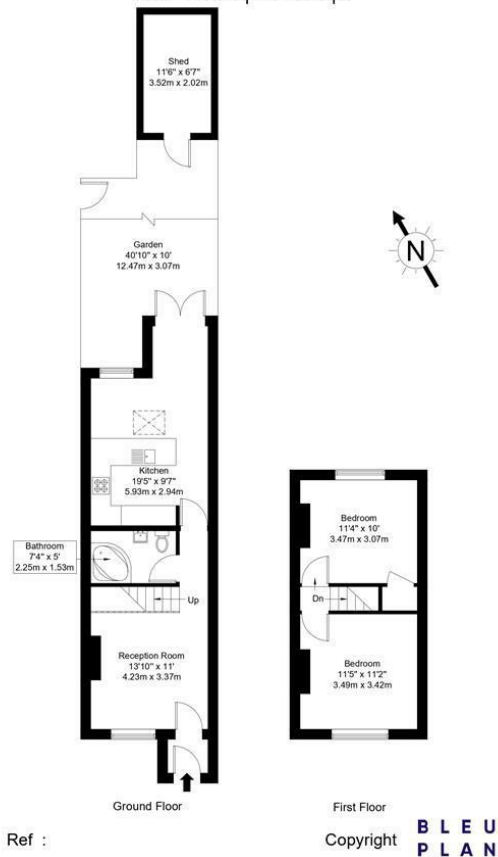 Shed
11'6" x 6'7"
3.52m x 2.02m
Garden
40'10" x 10'
12.47m x 3.07m
N
Kitchen
19'5" x 9'7"
5.93m x 2.94m
Bathroom
7'4" x 5'
2.25m x 1.53m
Up
Reception Room
13'10" x 11'
4.23m x 3.37m
Bedroom
11'4" x 10'
3.47m x 3.07m
Dn
Bedroom
11'5" x 11'2"
3.49m x 3.42m
Ground Floor
First Floor
Ref :
Copyright
BLEU
PLAN